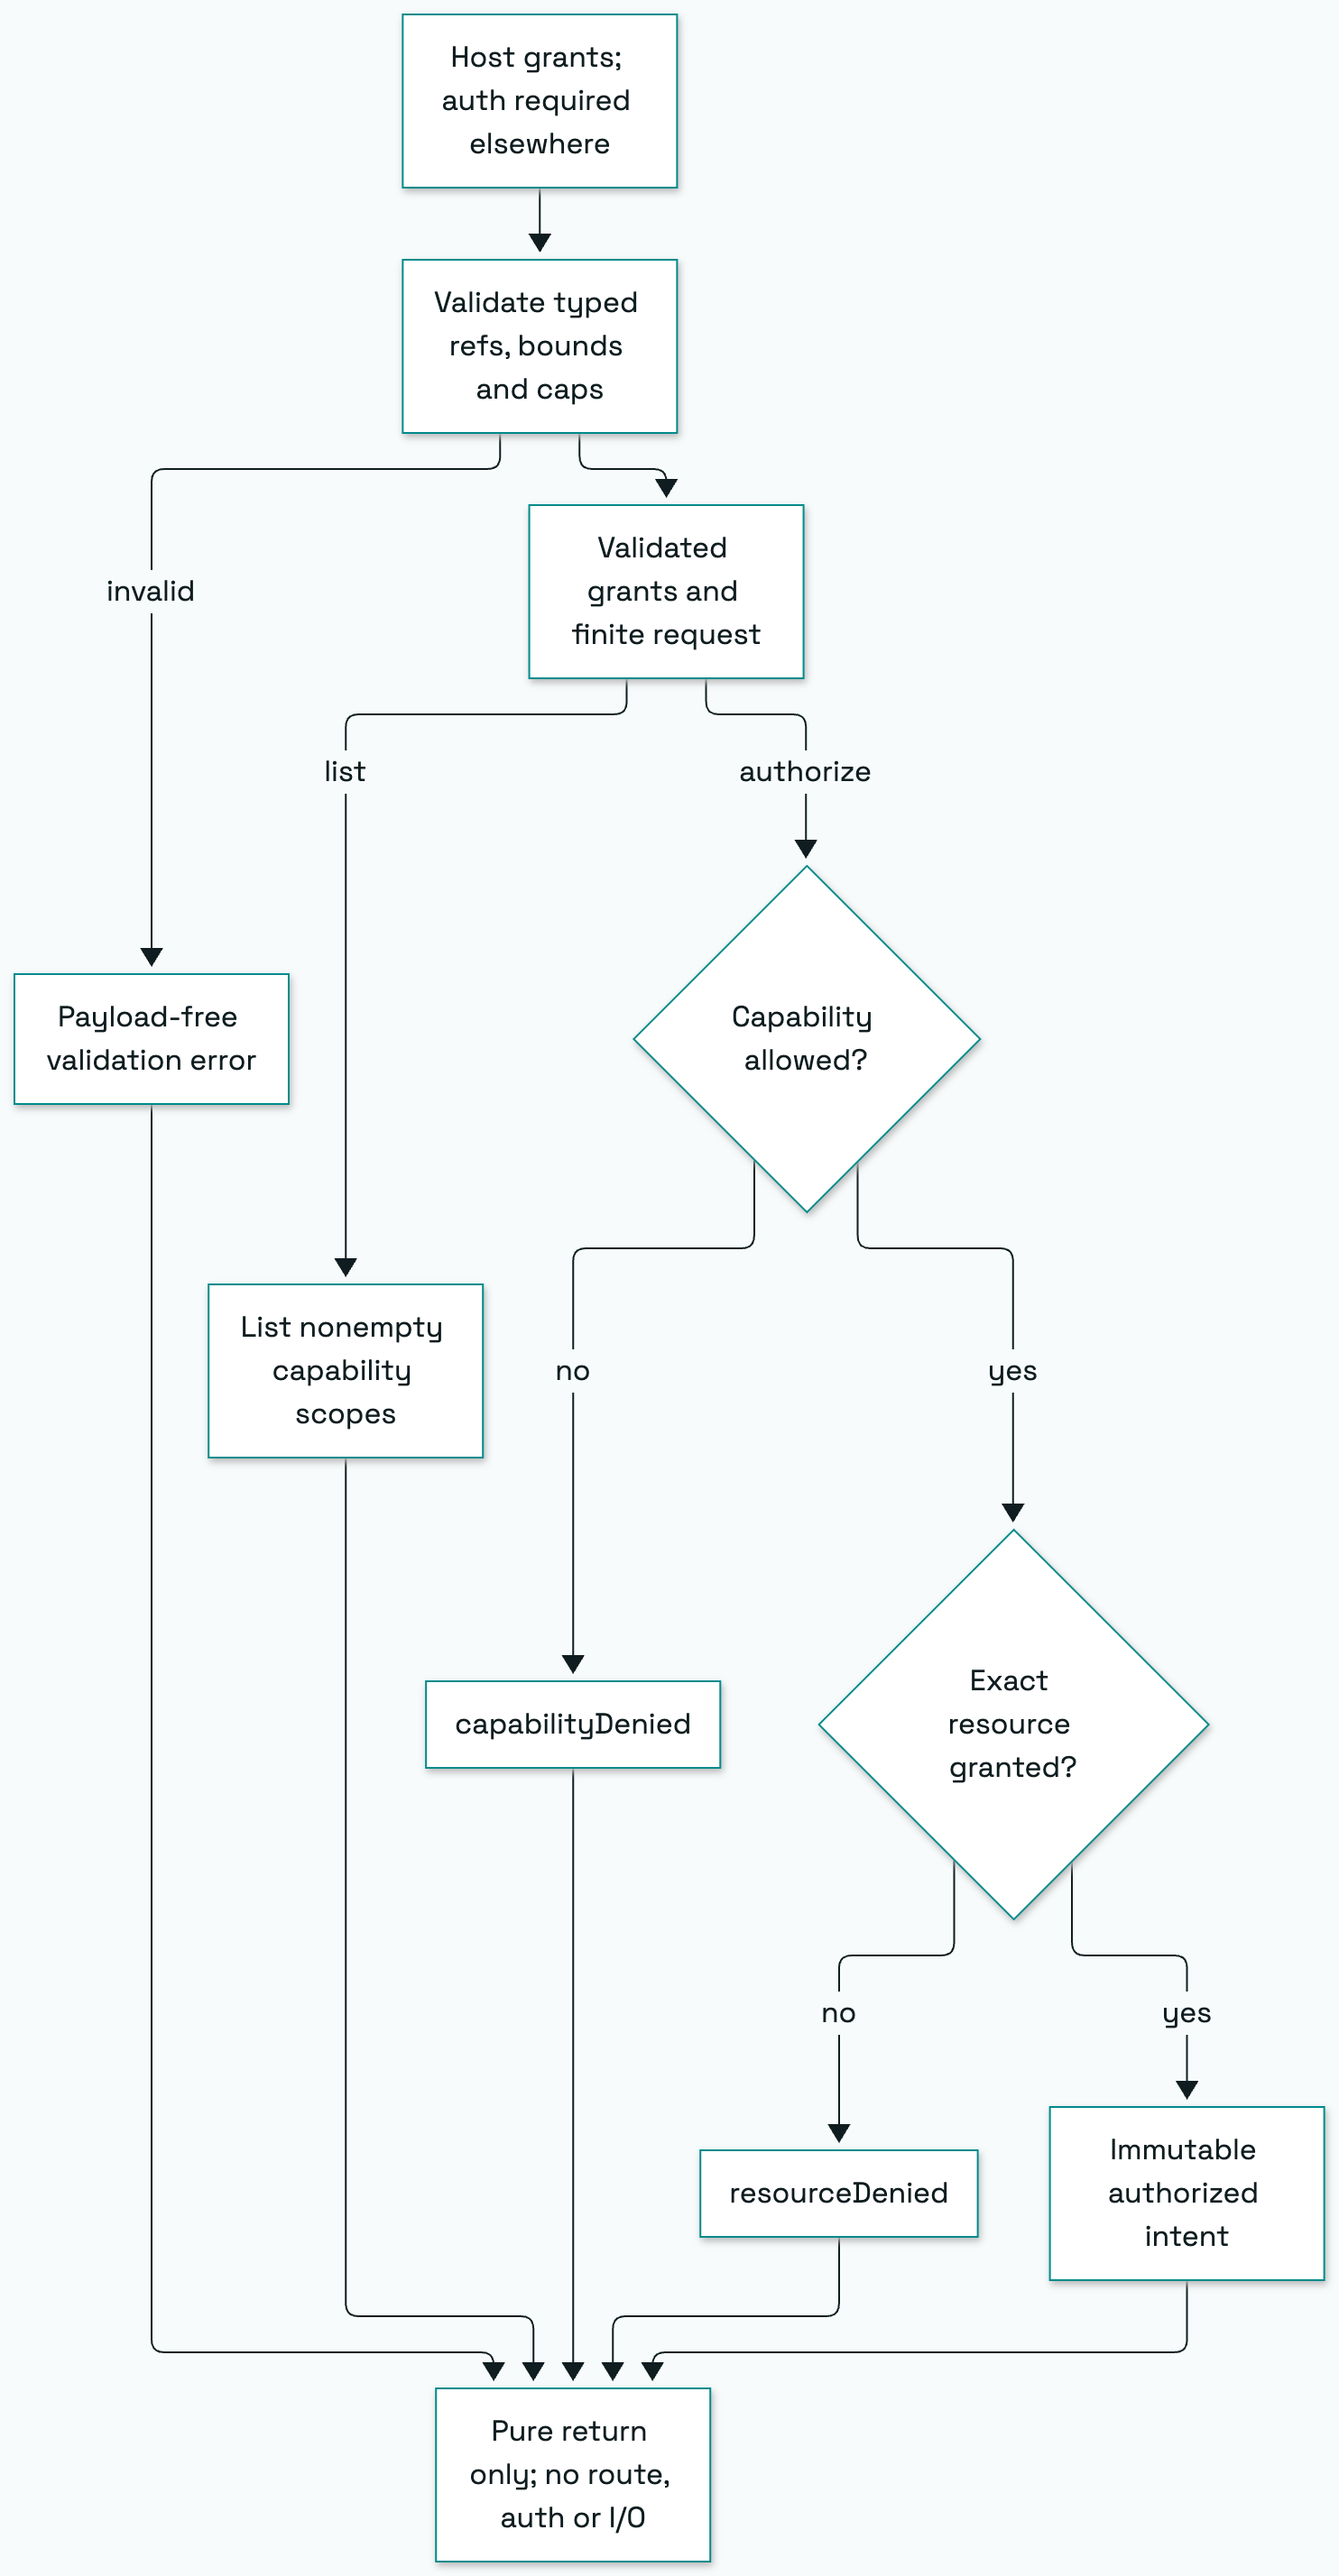 Host grants;
auth required
elsewhere
Validate typed
refs, bounds
and caps
Validated
grants and
finite request
invalid
list
authorize
Payload-free
validation error
Capability
allowed?
List nonempty
capability
scopes
no
yes
capabilityDenied
Exact
resource
granted?
no
yes
resourceDenied
Immutable
authorized
intent
Pure return
only; no route,
auth or I/O